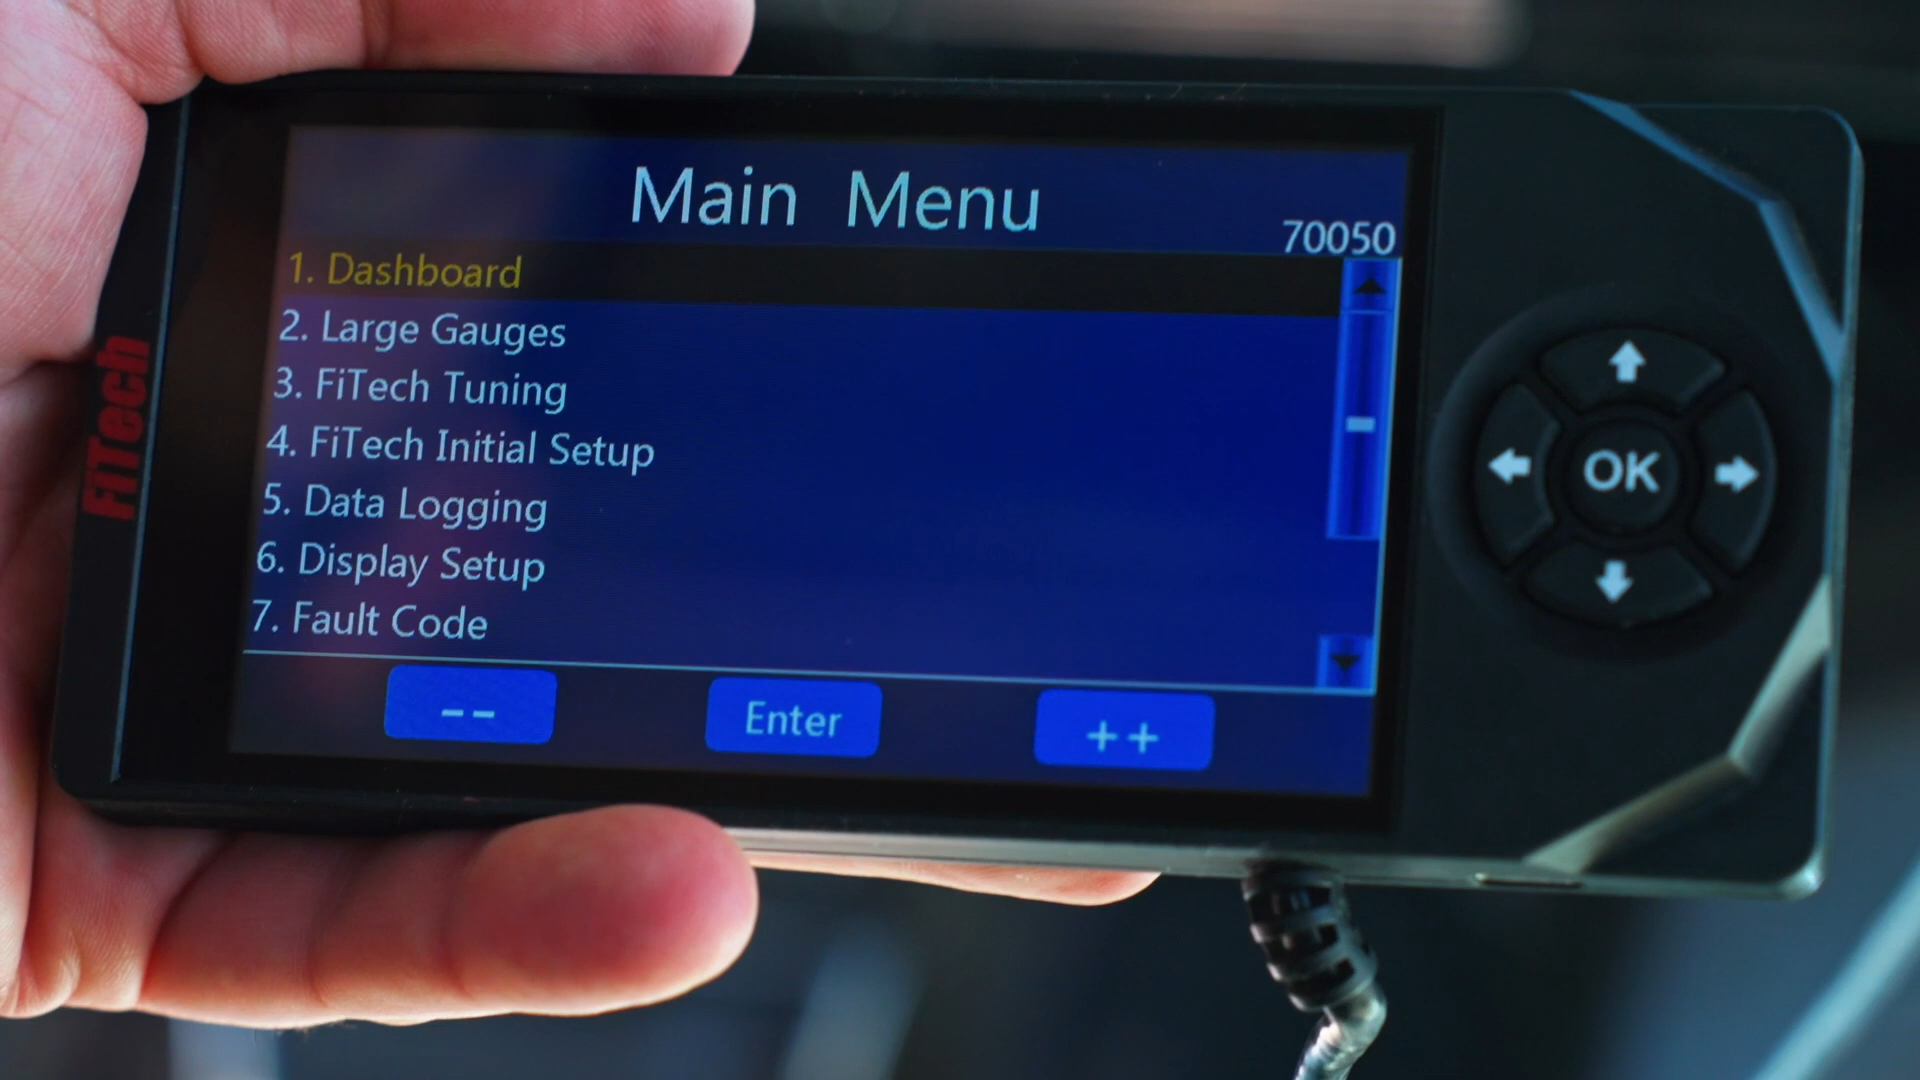 Main Menu
70050
1. Dashboard
2. Large Gauges
3. FiTech Tuning
4. FiTech Initial Setup
5. Data Logging
6. Display Setup
7. Fault Code
-- Enter ++
FiTech
OK